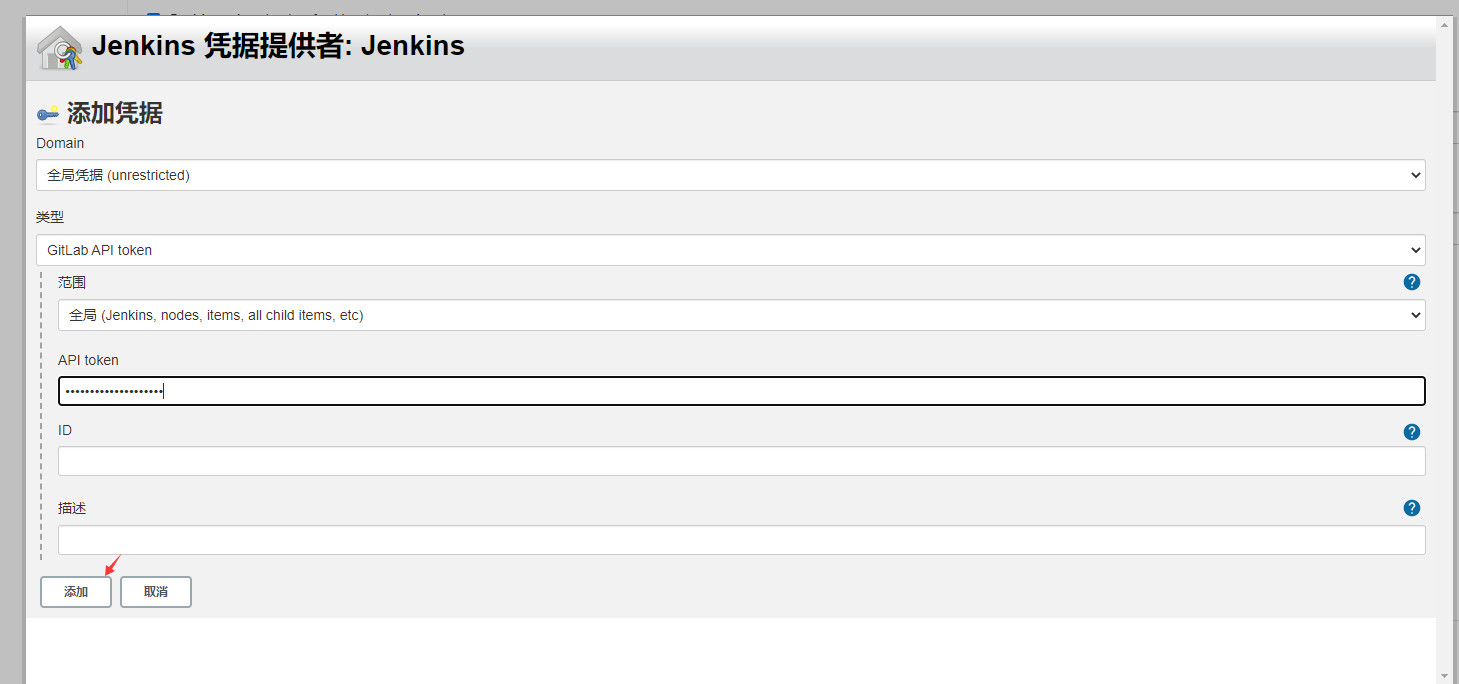 Jenkins 凭据提供者: Jenkins
添加凭据
Domain
全局凭据 (unrestricted)
类型
GitLab API token
范围
全局 (Jenkins, nodes, items, all child items, etc)
API token
••••••••••••••••••••
ID
描述
添加 取消